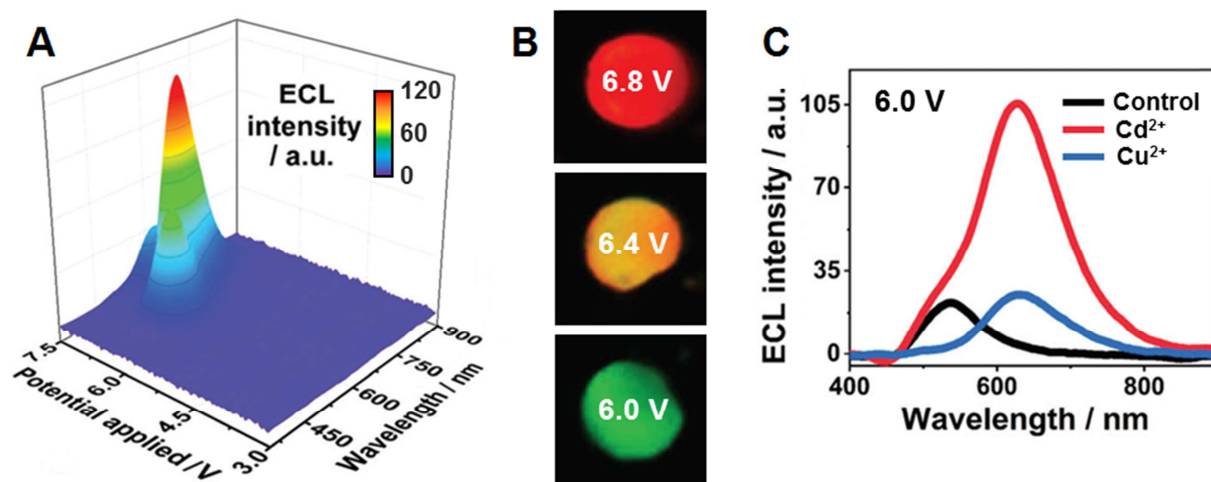 A
ECL
intensity
/ a.u.
120
60
0
7.5
6.0
4.5
3.0
Potential applied /V
450
600
750
900
Wavelength / nm
B
6.8 V
6.4 V
6.0 V
C
6.0 V
Control
Cd²⁺
Cu²⁺
105
70
35
0
ECL intensity / a.u.
400
600
800
Wavelength / nm